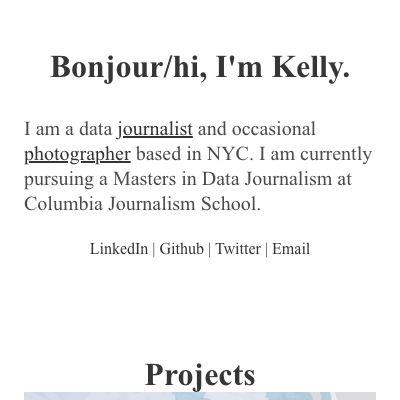 Bonjour/hi, I'm Kelly.
I am a data journalist and occasional
photographer based in NYC. I am currently
pursuing a Masters in Data Journalism at
Columbia Journalism School.
LinkedIn | Github | Twitter | Email
Projects